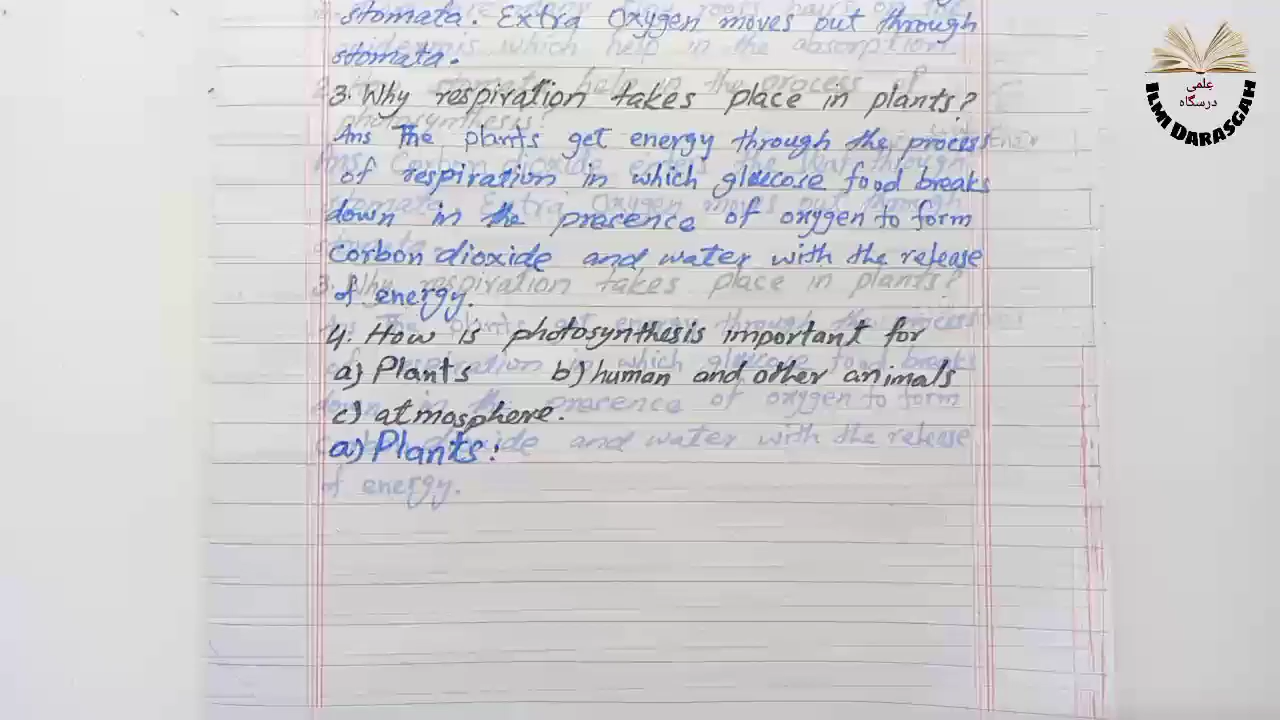 stomata. Extra Oxygen moves out through
stomata.
3. Why respiration takes place in plants?
Ans The plants get energy through the process
of respiration in which glucose food breaks
down in the presence of oxygen to form
Corbon dioxide and water with the release
of energy.
4. How is photosynthesis important for
a) Plants b) human and other animals
c) atmosphere.
a) Plants:
علمی
درسگاہ
ILMI DARASGAH